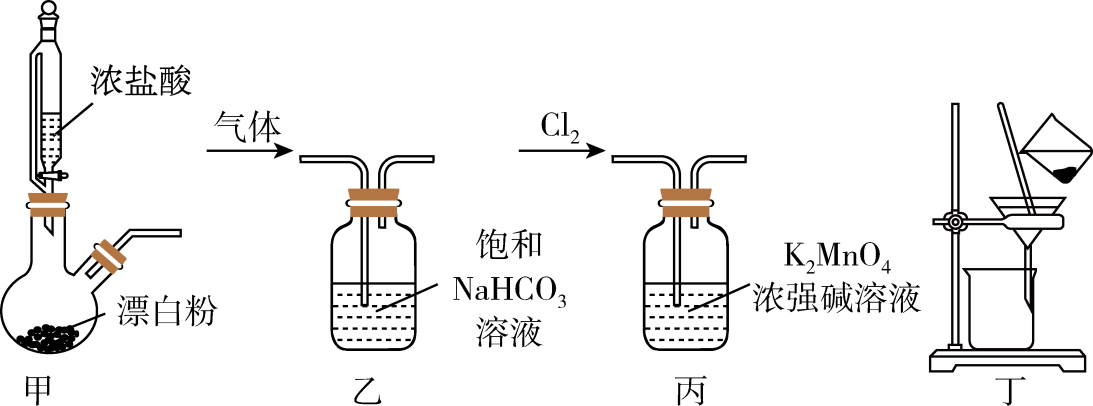 浓盐酸
漂白粉
甲
气体
饱和
NaHCO₃
溶液
乙
Cl₂
K₂MnO₄
浓强碱溶液
丙
丁